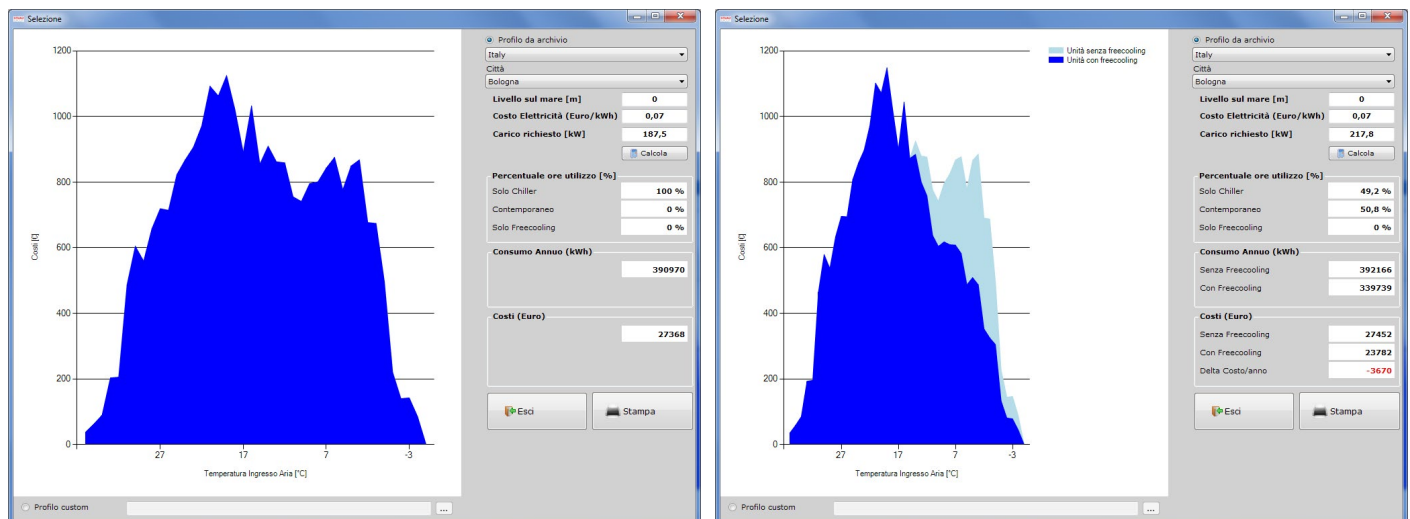 Selezione
1200
1000
800
600
400
200
0
Costi [€]
27
17
7
-3
Temperatura Ingresso Aria [°C]
Profilo da archivio
Italy
Città
Bologna
Livello sul mare [m]
0
Costo Elettricità (Euro/kWh)
0,07
Carico richiesto [kW]
187,5
Calcola
Percentuale ore utilizzo [%]
Solo Chiller
100 %
Contemporaneo
0 %
Solo Freecooling
0 %
Consumo Annuo (kWh)
390970
Costi (Euro)
27368
Esci
Stampa
Profilo custom
...
Selezione
1200
1000
800
600
400
200
0
Costi [€]
27
17
7
-3
Temperatura Ingresso Aria [°C]
Unità senza freecooling
Unità con freecooling
Profilo da archivio
Italy
Città
Bologna
Livello sul mare [m]
0
Costo Elettricità (Euro/kWh)
0,07
Carico richiesto [kW]
217,8
Calcola
Percentuale ore utilizzo [%]
Solo Chiller
49,2 %
Contemporaneo
50,8 %
Solo Freecooling
0 %
Consumo Annuo (kWh)
Senza Freecooling
392166
Con Freecooling
339739
Costi (Euro)
Senza Freecooling
27452
Con Freecooling
23782
Delta Costo/anno
-3670
Esci
Stampa
Profilo custom
...